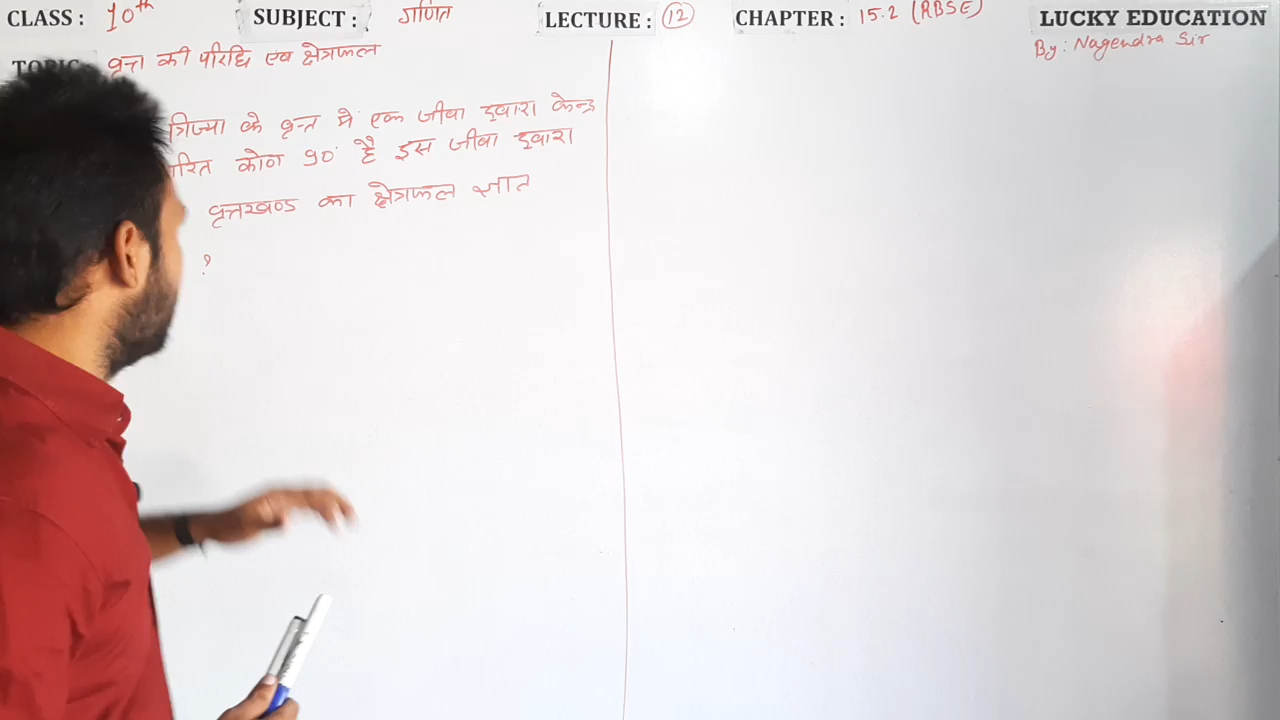 CLASS : 10th SUBJECT : गणित LECTURE : 12 CHAPTER : 15.2 (RBSE) LUCKY EDUCATION
By: Nagendra Sir
TOPIC वृत्त की परिधि एवं क्षेत्रफल
त्रिज्या के वृत्त में एक जीवा द्वारा केन्द्र
कोण 90° है इस जीवा द्वारा
वृत्तखण्ड का क्षेत्रफल ज्ञात
?